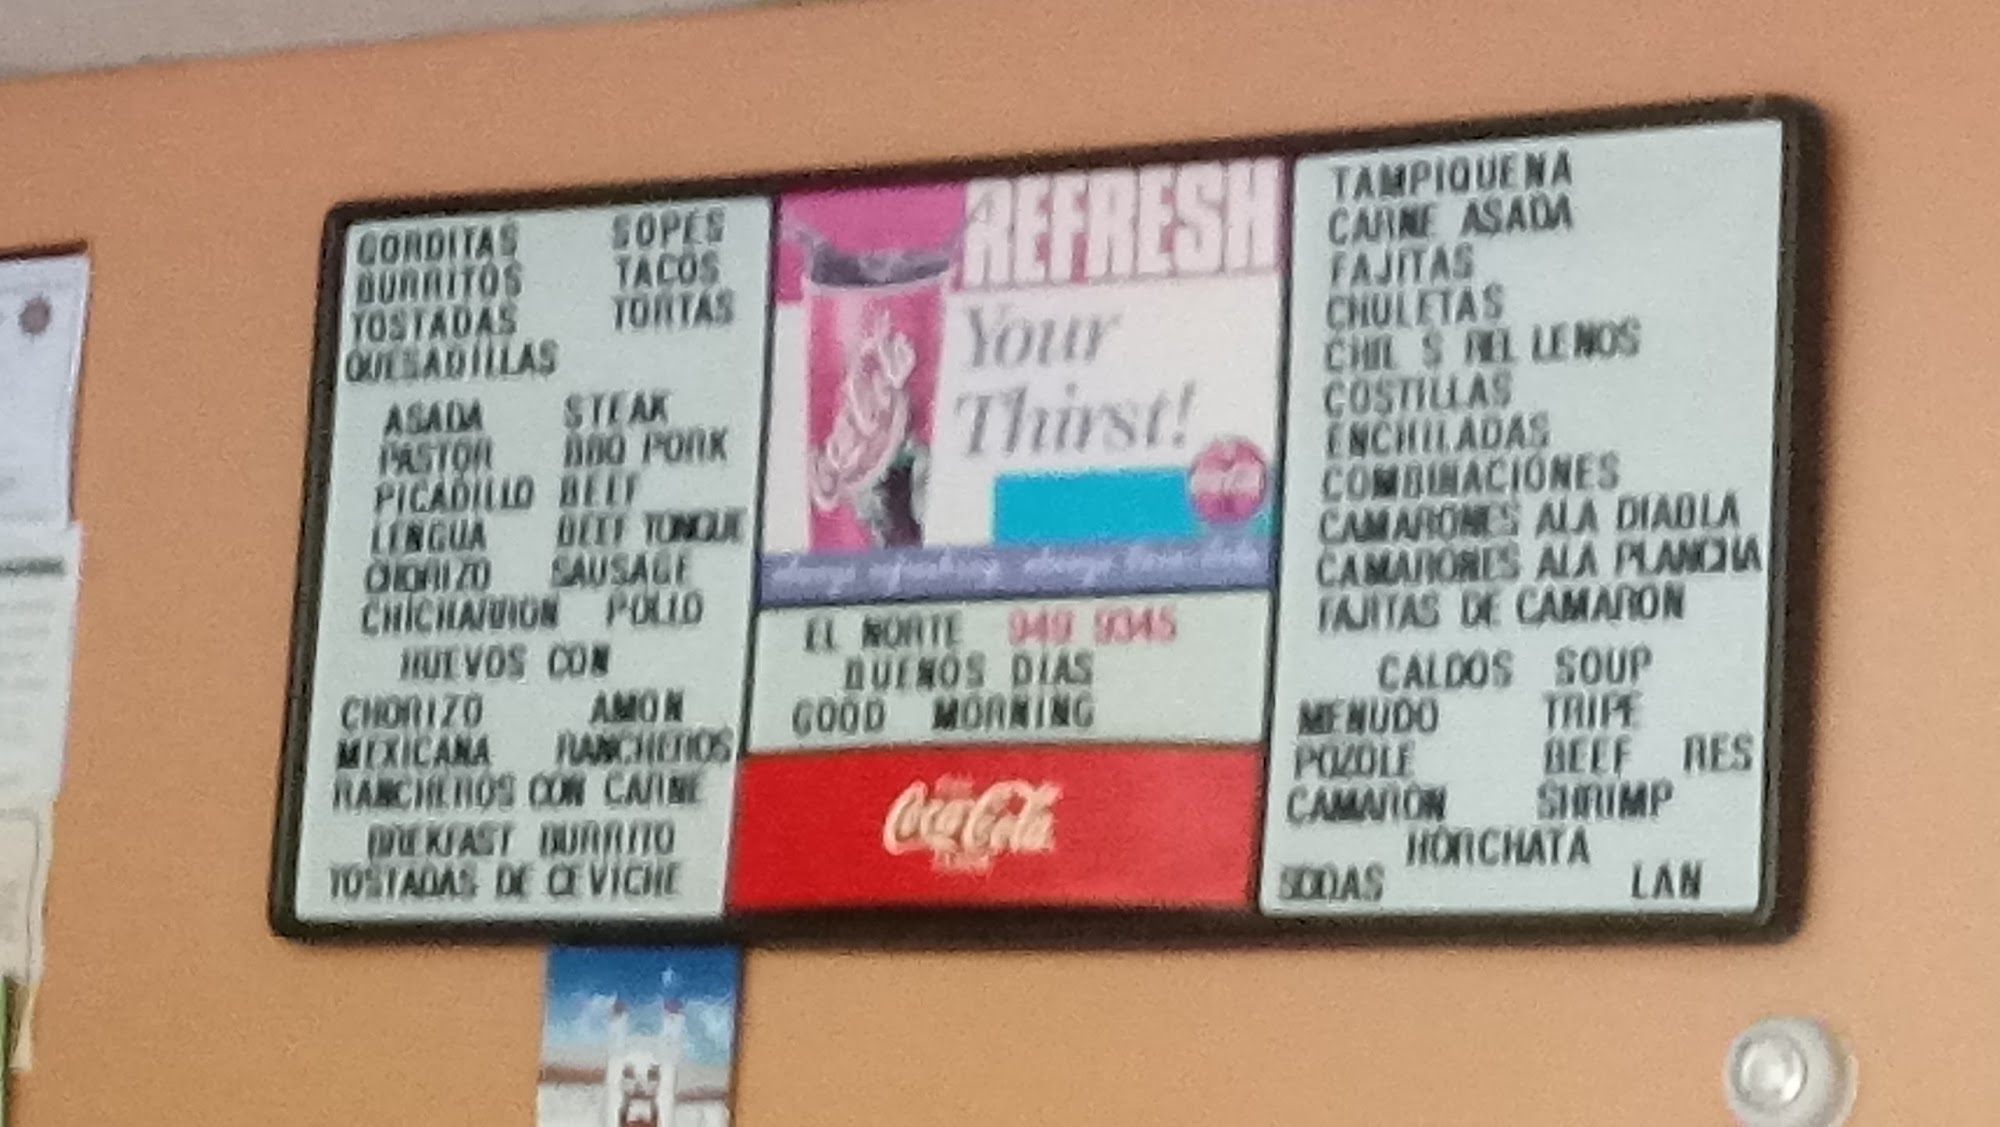 GORDITAS SOPES
BURRITOS TACOS
TOSTADAS TORTAS
QUESADILLAS
ASADA STEAK
PASTOR BBQ PORK
PICADILLO BEEF
LENGUA BEEF TONGUE
CHORIZO SAUSAGE
CHICHARRON POLLO
HUEVOS CON
CHORIZO AMON
MEXICANA RANCHEROS
RANCHEROS CON CARNE
BREKFAST BURRITO
TOSTADAS DE CEVICHE
REFRESH
Your
Thirst!
EL NORTE 949 9345
BUENOS DIAS
GOOD MORNING
Coca-Cola
TAMPIQUENA
CARNE ASADA
FAJITAS
CHULETAS
CHIL S REL LENOS
COSTILLAS
ENCHILADAS
COMBINACIONES
CAMARONES ALA DIABLA
CAMARONES ALA PLANCHA
FAJITAS DE CAMARON
CALDOS SOUP
MENUDO TRIPE
POZOLE BEEF RES
CAMARON SHRIMP
HORCHATA
SODAS LAN